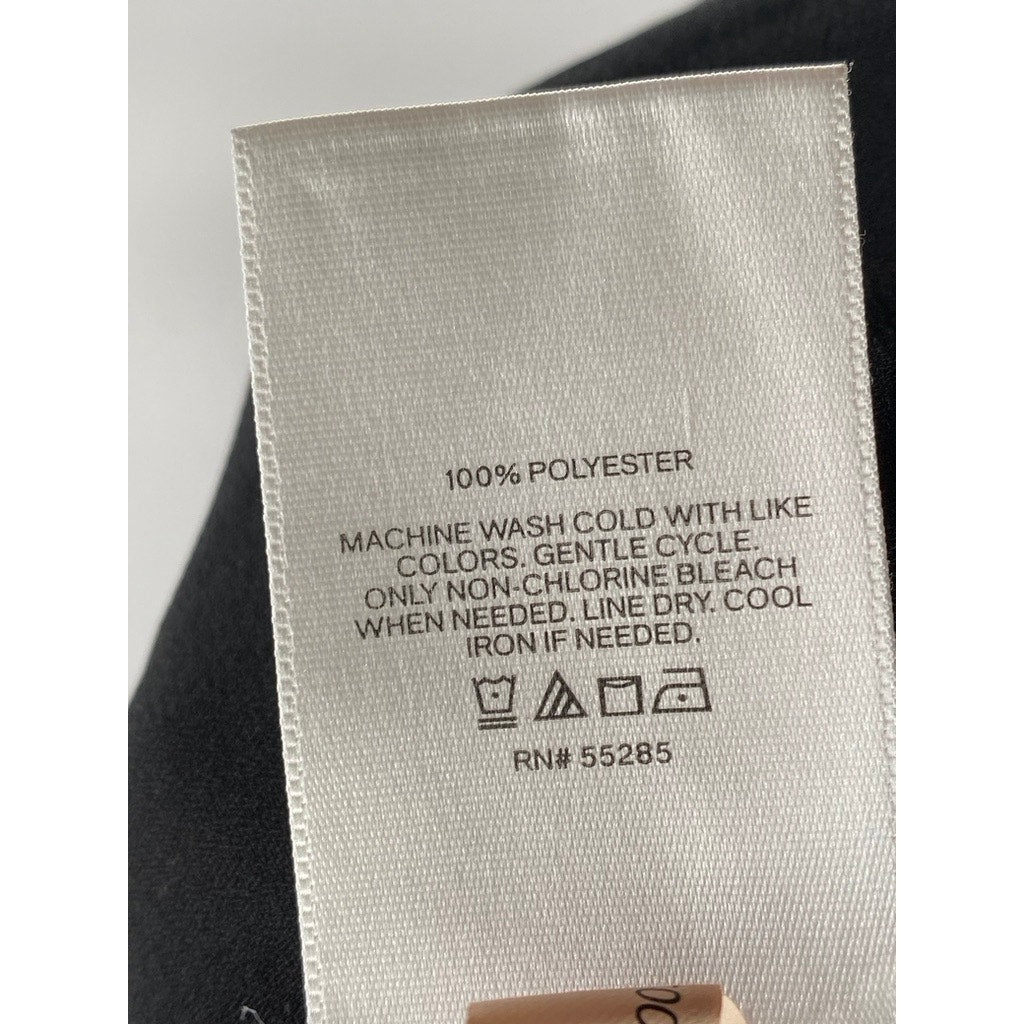 100% POLYESTER
MACHINE WASH COLD WITH LIKE
COLORS. GENTLE CYCLE.
ONLY NON-CHLORINE BLEACH
WHEN NEEDED. LINE DRY. COOL
IRON IF NEEDED.
RN# 55285